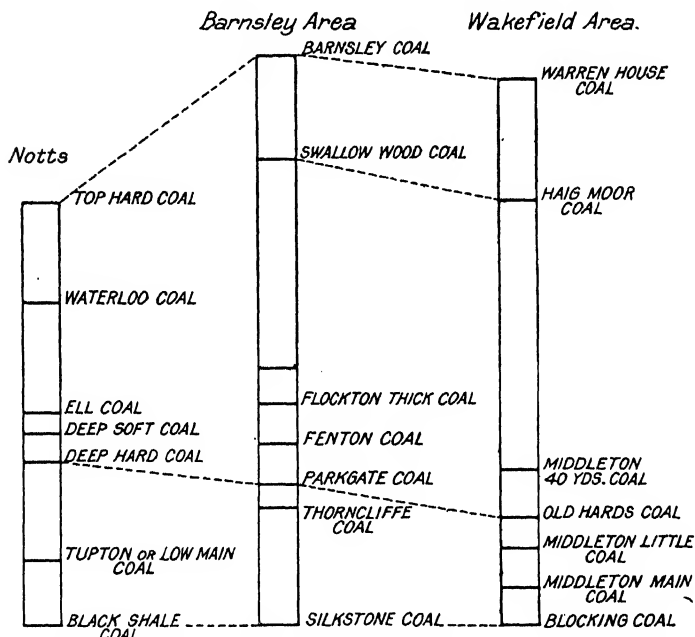 Barnsley Area
Wakefield Area.
Notts
TOP HARD COAL
WATERLOO COAL
ELL COAL
DEEP SOFT COAL
DEEP HARD COAL
TUPTON OR LOW MAIN
COAL
BLACK SHALE
COAL
BARNSLEY COAL
SWALLOW WOOD COAL
FLOCKTON THICK COAL
FENTON COAL
PARKGATE COAL
THORNCLIFFE
COAL
SILKSTONE COAL
WARREN HOUSE
COAL
HAIG MOOR
COAL
MIDDLETON
40 YDS. COAL
OLD HARDS COAL
MIDDLETON LITTLE
COAL
MIDDLETON MAIN
COAL
BLOCKING COAL